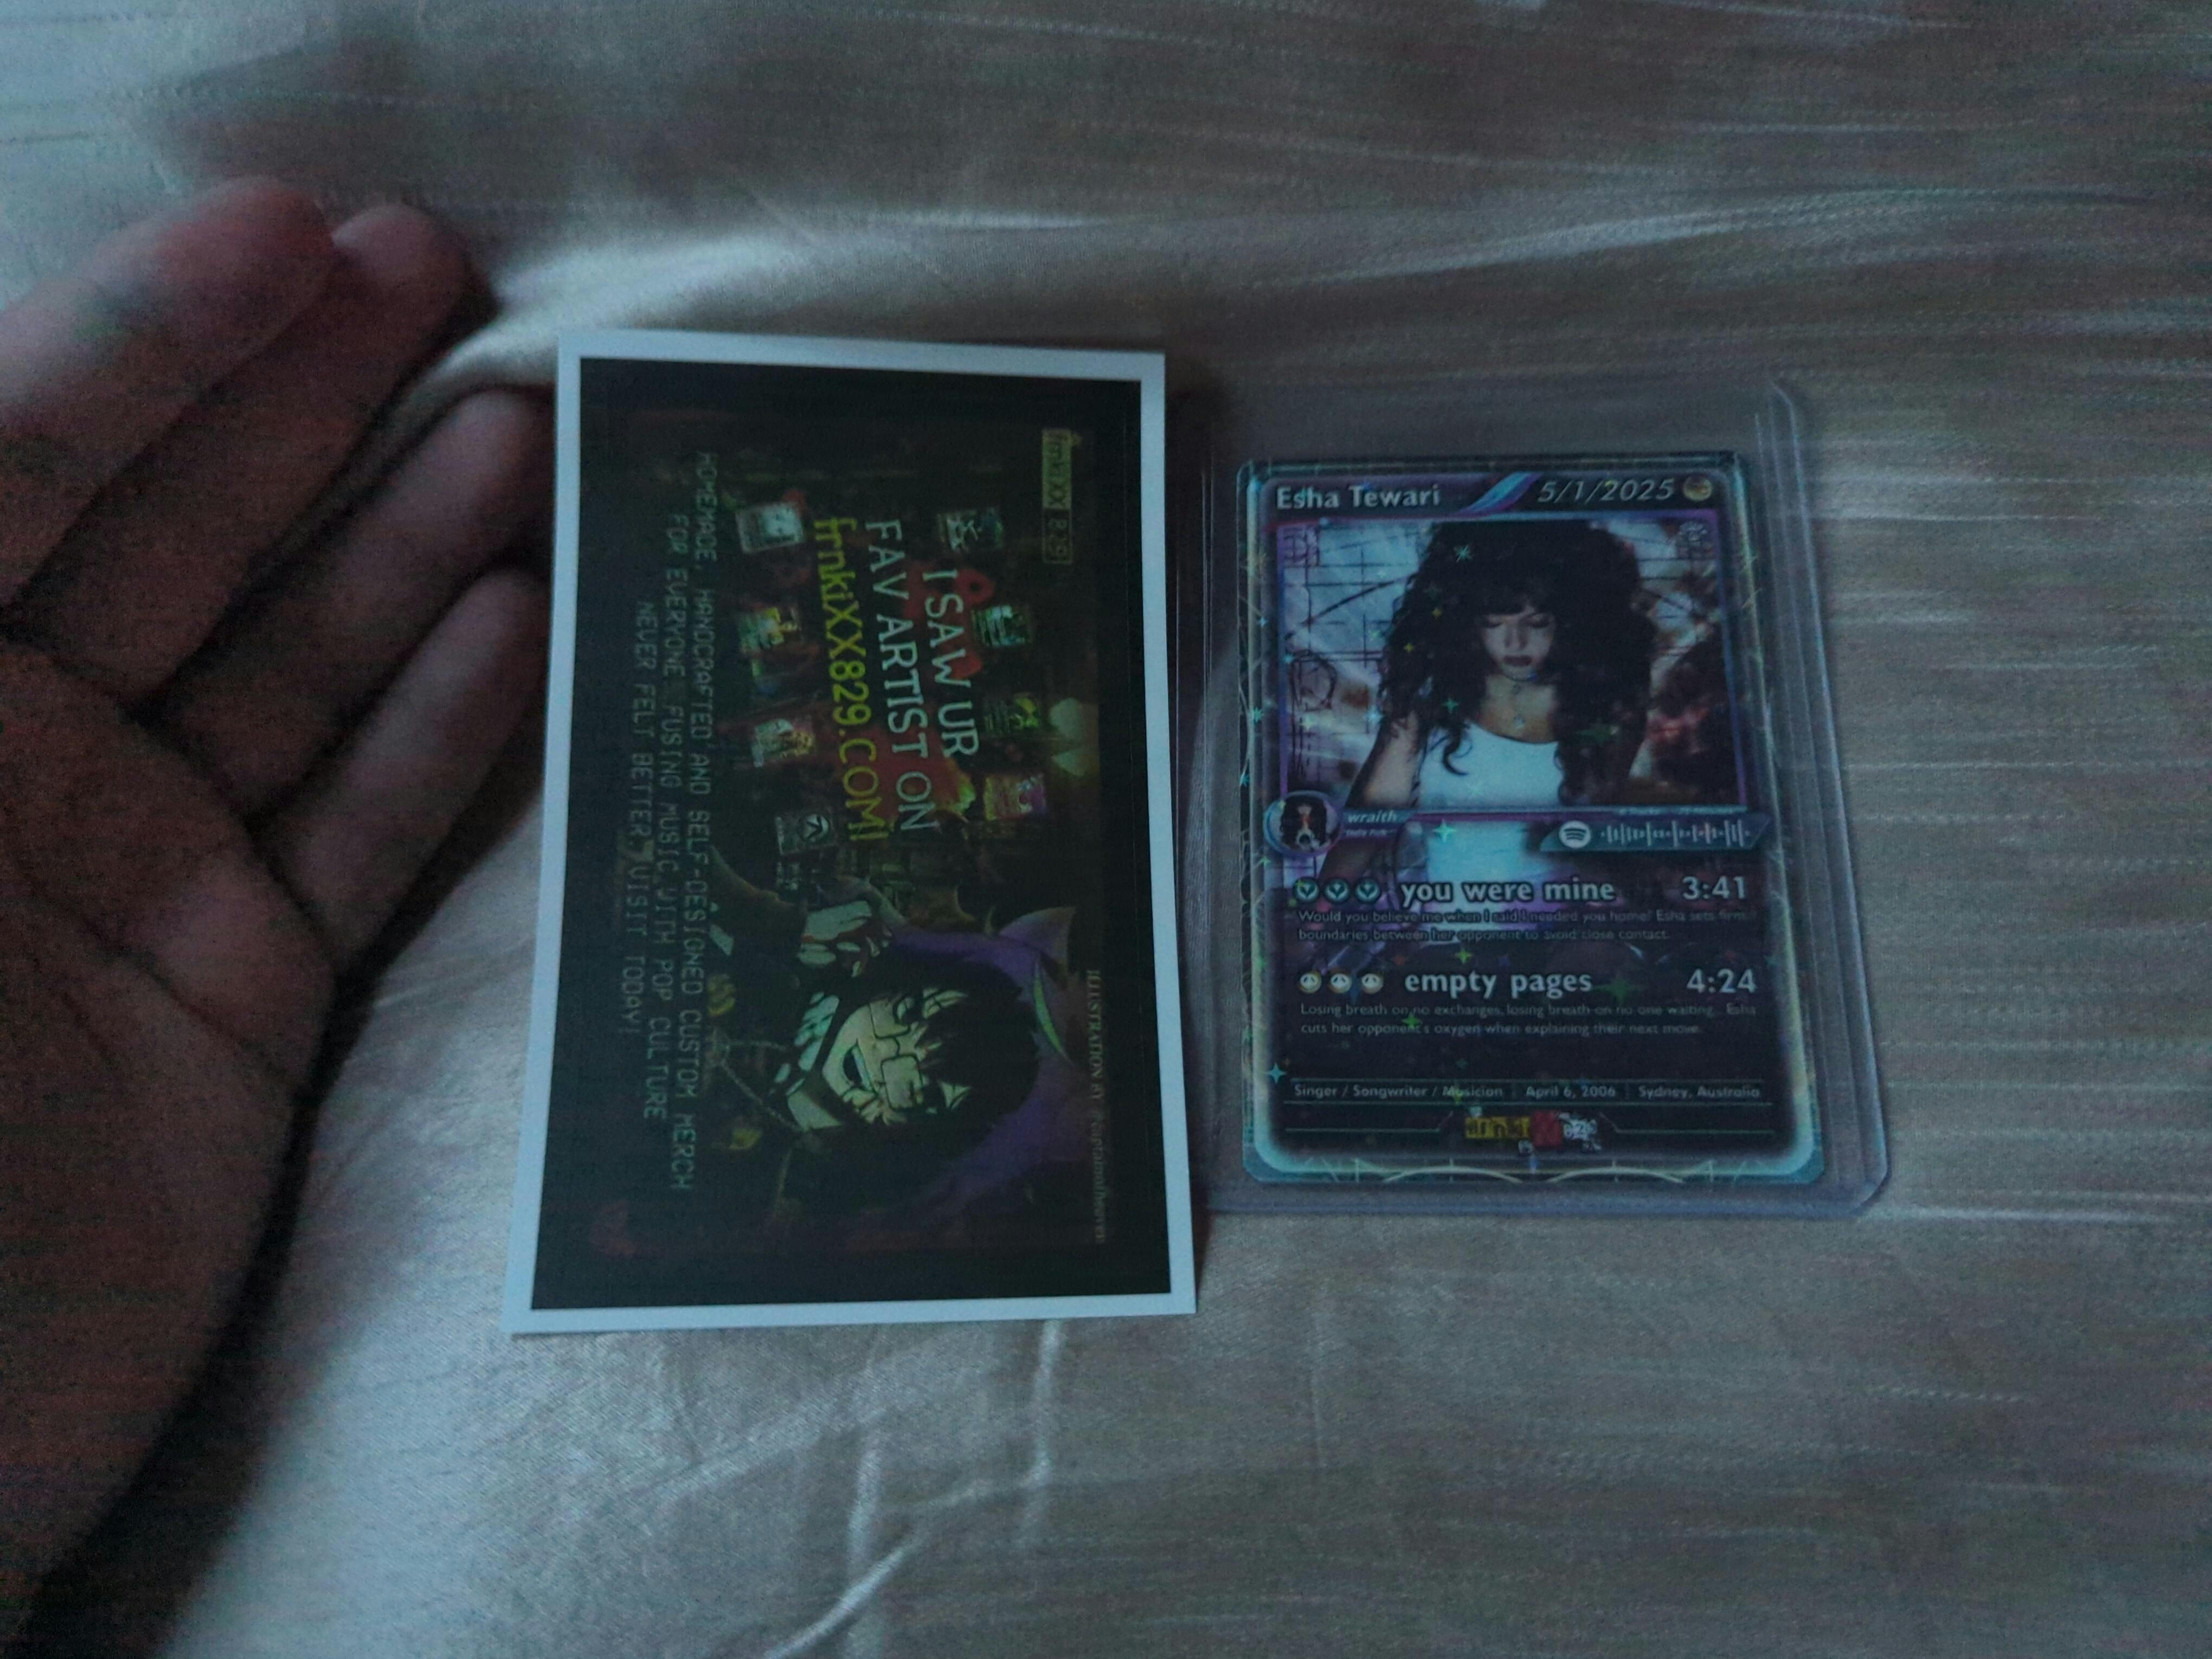 frnkiXX 829
I SAW UR
FAV ARTIST ON
frnkiXX829.COM!
HOMEMADE, HANDCRAFTED AND SELF-DESIGNED CUSTOM MERCH
FOR EVERYONE. FUSING MUSIC WITH POP CULTURE
NEVER FELT BETTER, VISIT TODAY!
ILLUSTRATION BY
Esha Tewari
5/1/2025
wraith
you were mine 3:41
Would you believe me when I said I needed you home? Esha sets firm
boundaries between her opponent to avoid close contact.
empty pages 4:24
Losing breath on no exchanges, losing breath on no one waiting. Esha
cuts her opponent's oxygen when explaining their next move.
Singer / Songwriter / Musician | April 6, 2006 | Sydney, Australia